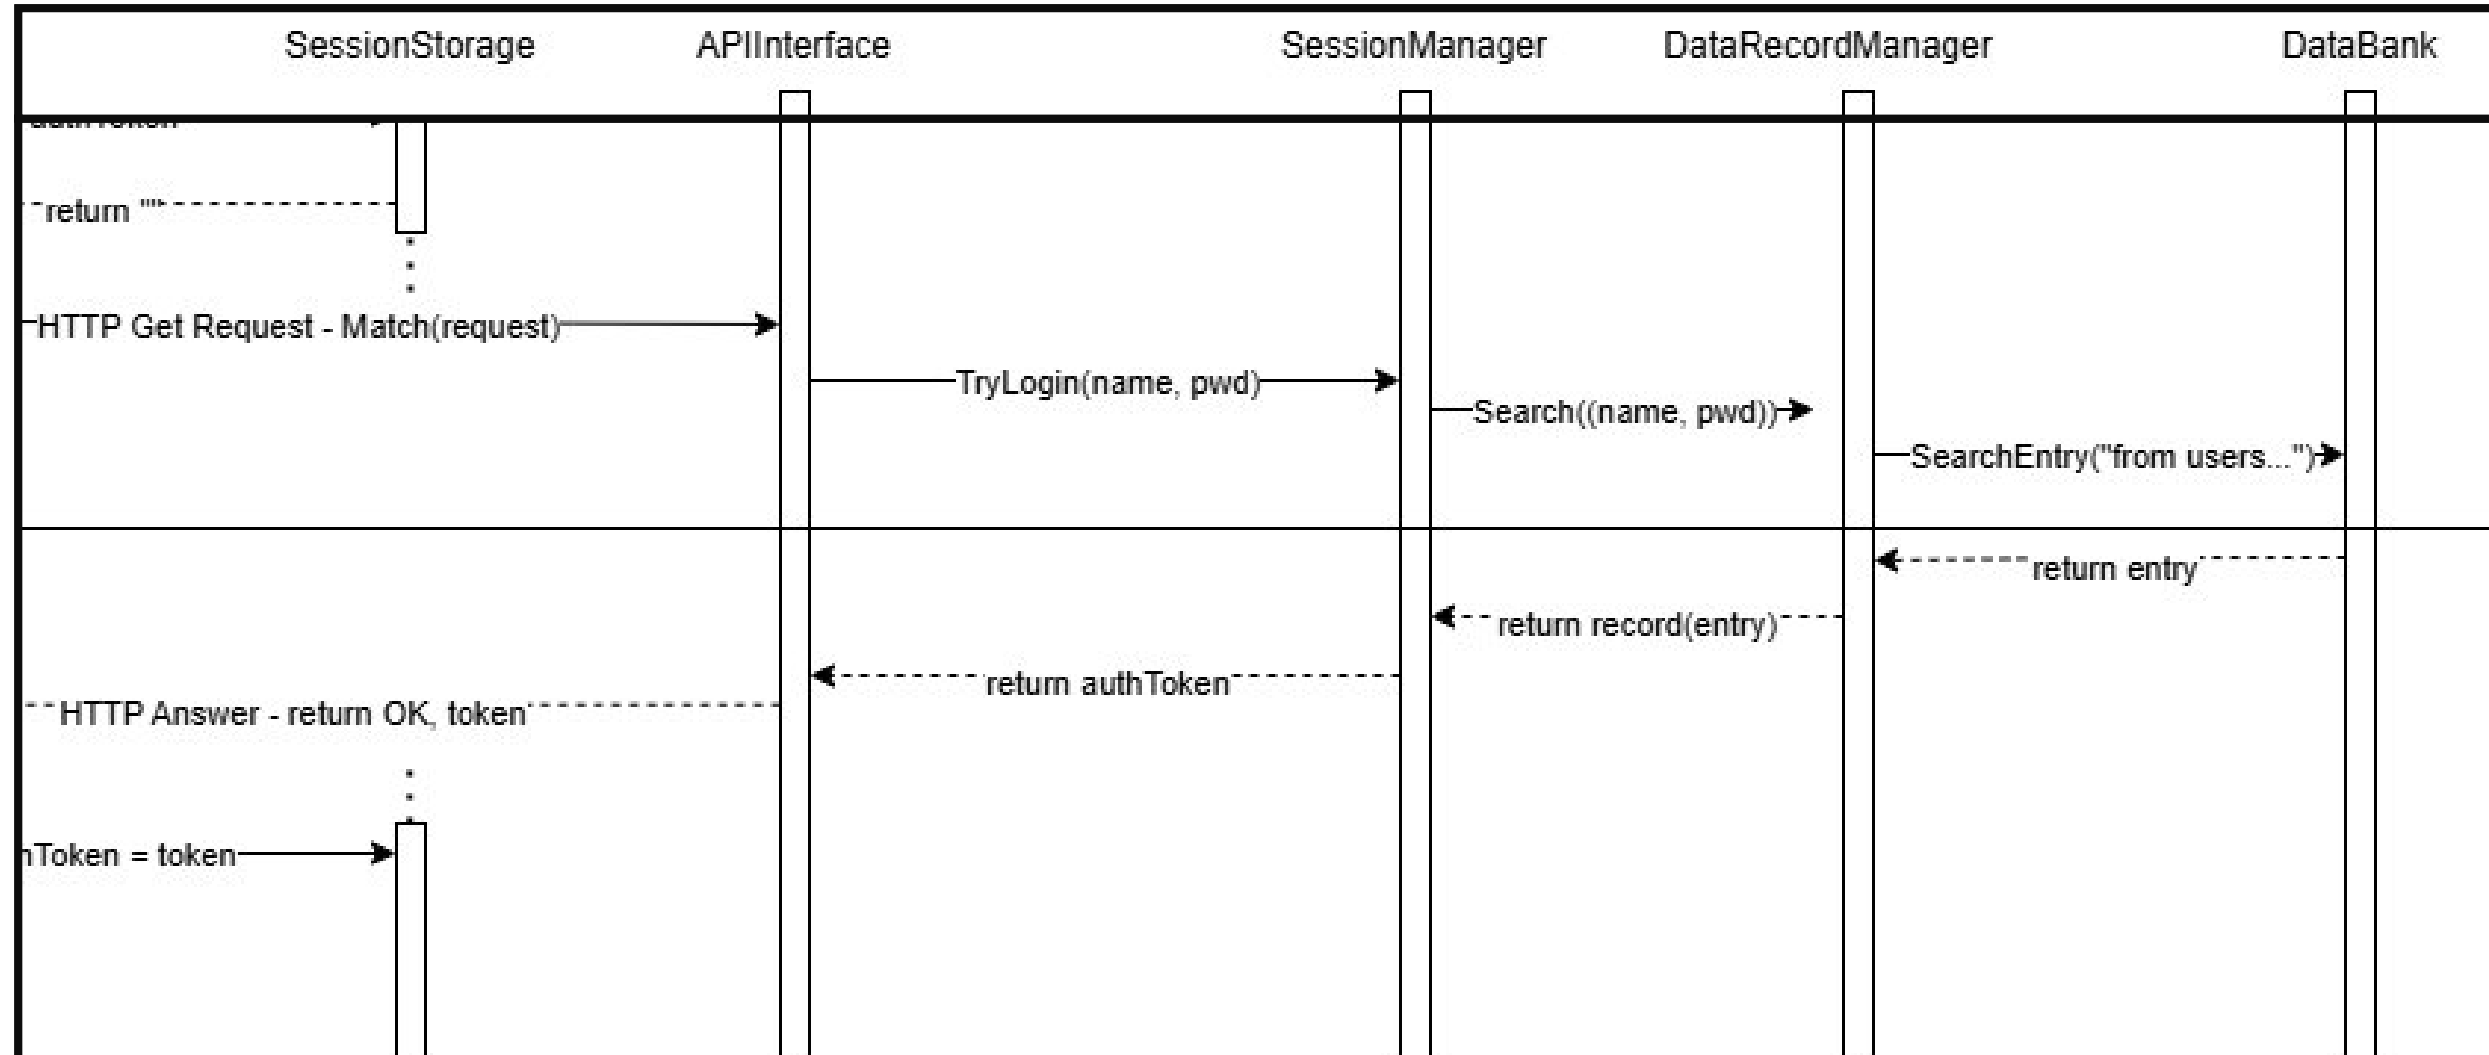 SessionStorage
APIInterface
SessionManager
DataRecordManager
DataBank
return ""
HTTP Get Request - Match(request)
TryLogin(name, pwd)
Search((name, pwd))
SearchEntry("from users...")
return entry
return record(entry)
return authToken
HTTP Answer - return OK, token
= token